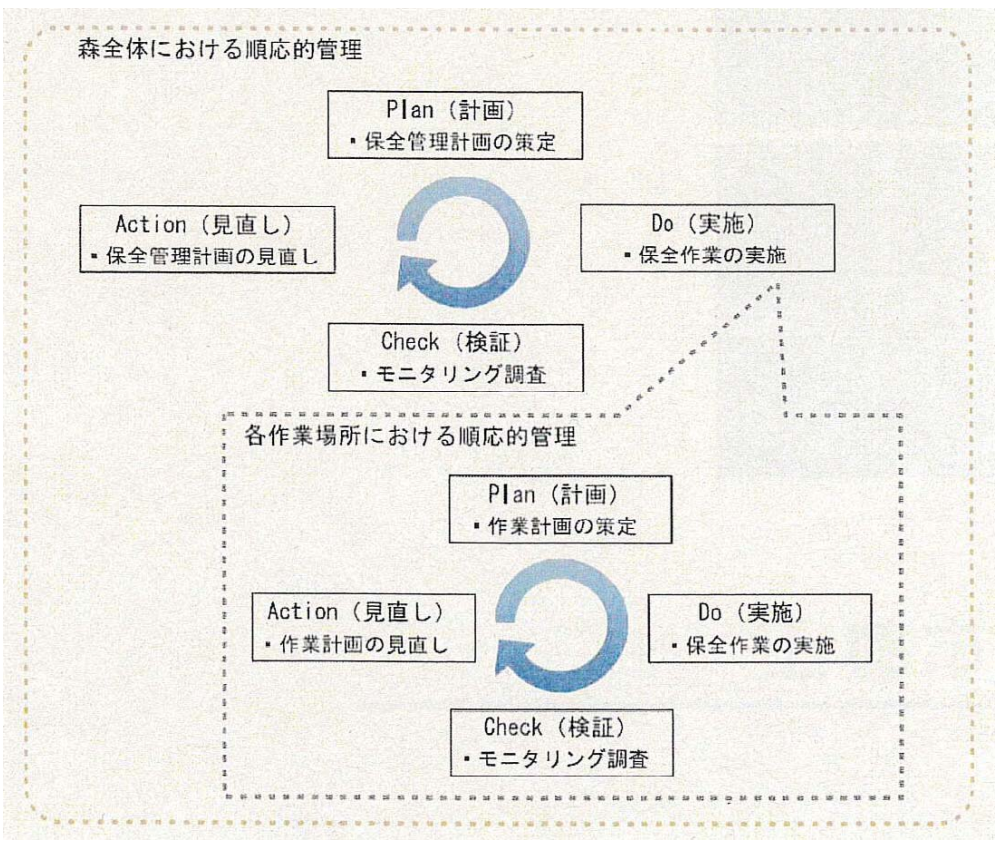 森全体における順応的管理
Plan（計画）
▪保全管理計画の策定
Action（見直し）
▪保全管理計画の見直し
Do（実施）
▪保全作業の実施
Check（検証）
▪モニタリング調査
各作業場所における順応的管理
Plan（計画）
▪作業計画の策定
Action（見直し）
▪作業計画の見直し
Do（実施）
▪保全作業の実施
Check（検証）
▪モニタリング調査